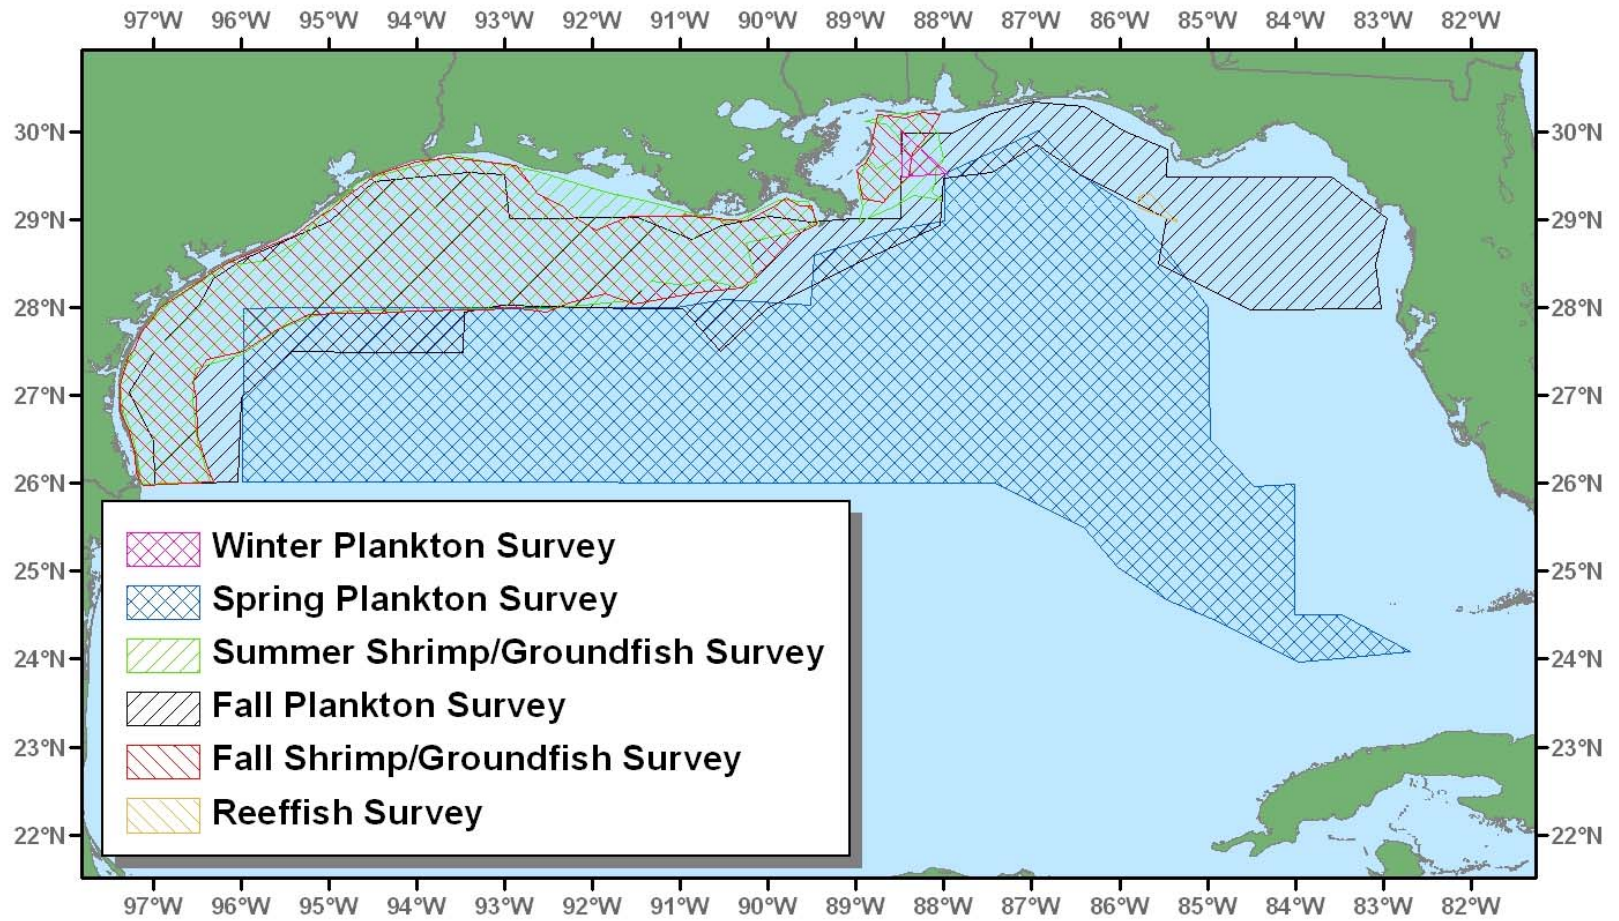 97°W 96°W 95°W 94°W 93°W 92°W 91°W 90°W 89°W 88°W 87°W 86°W 85°W 84°W 83°W 82°W
30°N 30°N
29°N 29°N
28°N 28°N
27°N 27°N
26°N 26°N
25°N 25°N
24°N 24°N
23°N 23°N
22°N 22°N
Winter Plankton Survey
Spring Plankton Survey
Summer Shrimp/Groundfish Survey
Fall Plankton Survey
Fall Shrimp/Groundfish Survey
Reeffish Survey
97°W 96°W 95°W 94°W 93°W 92°W 91°W 90°W 89°W 88°W 87°W 86°W 85°W 84°W 83°W 82°W